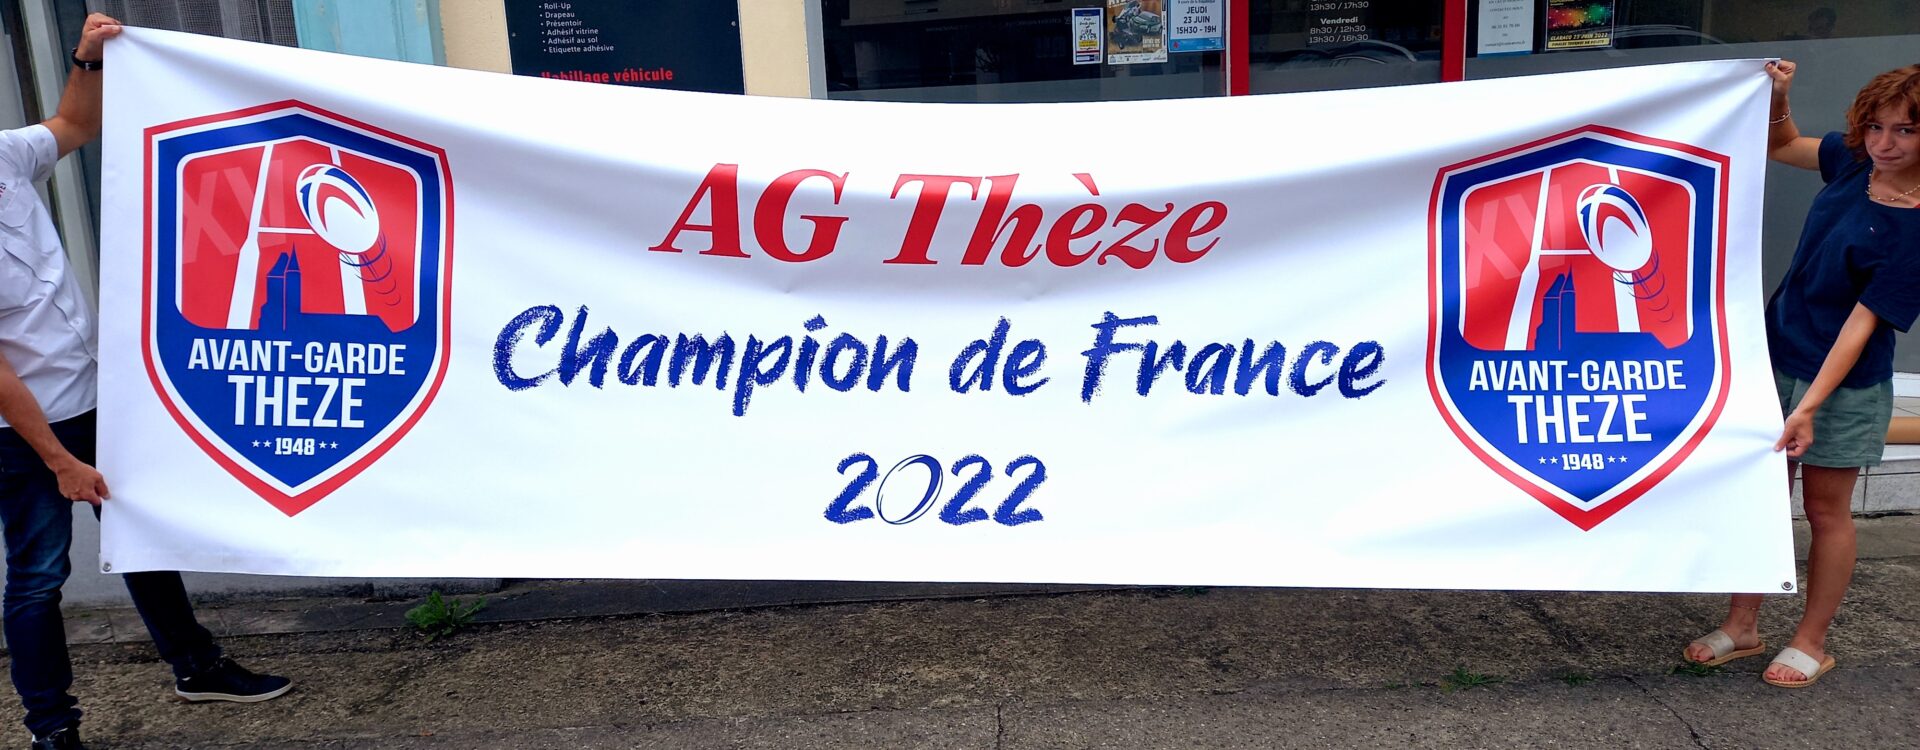 • Roll-Up
• Drapeau
• Présentoir
• Adhésif vitrine
• Adhésif au sol
• Etiquette adhésive
Habillage véhicule
JEUDI
23 JUIN
15H30 - 19H
13h30 / 17h30
Vendredi
8h30 / 12h30
13h30 / 16h30
XV
AVANT-GARDE
THEZE
1948
AG Thèze
Champion de France
2022
XV
AVANT-GARDE
THEZE
1948